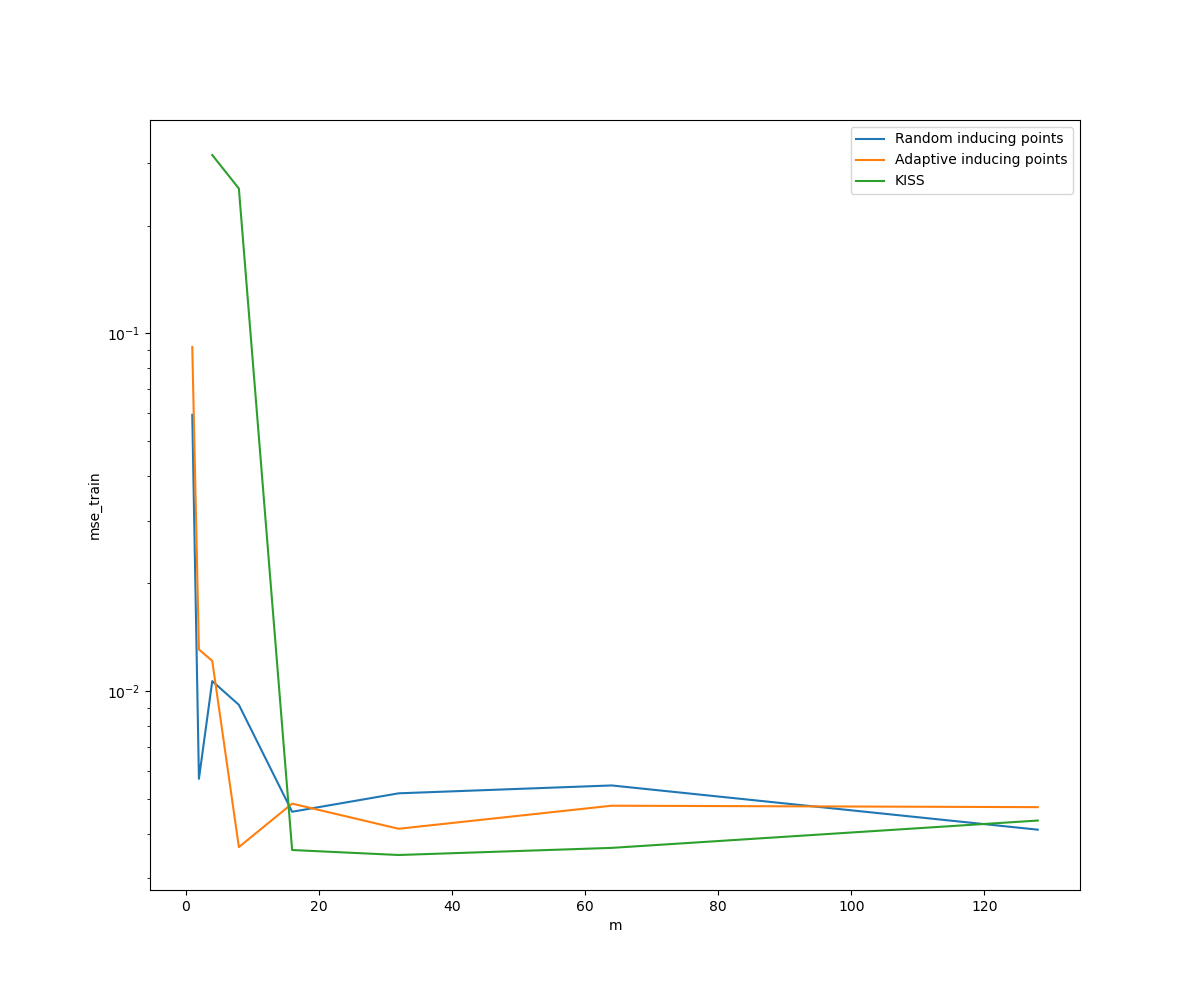 Random inducing points
Adaptive inducing points
KISS
10⁻¹
10⁻²
mse_train
0 20 40 60 80 100 120
m